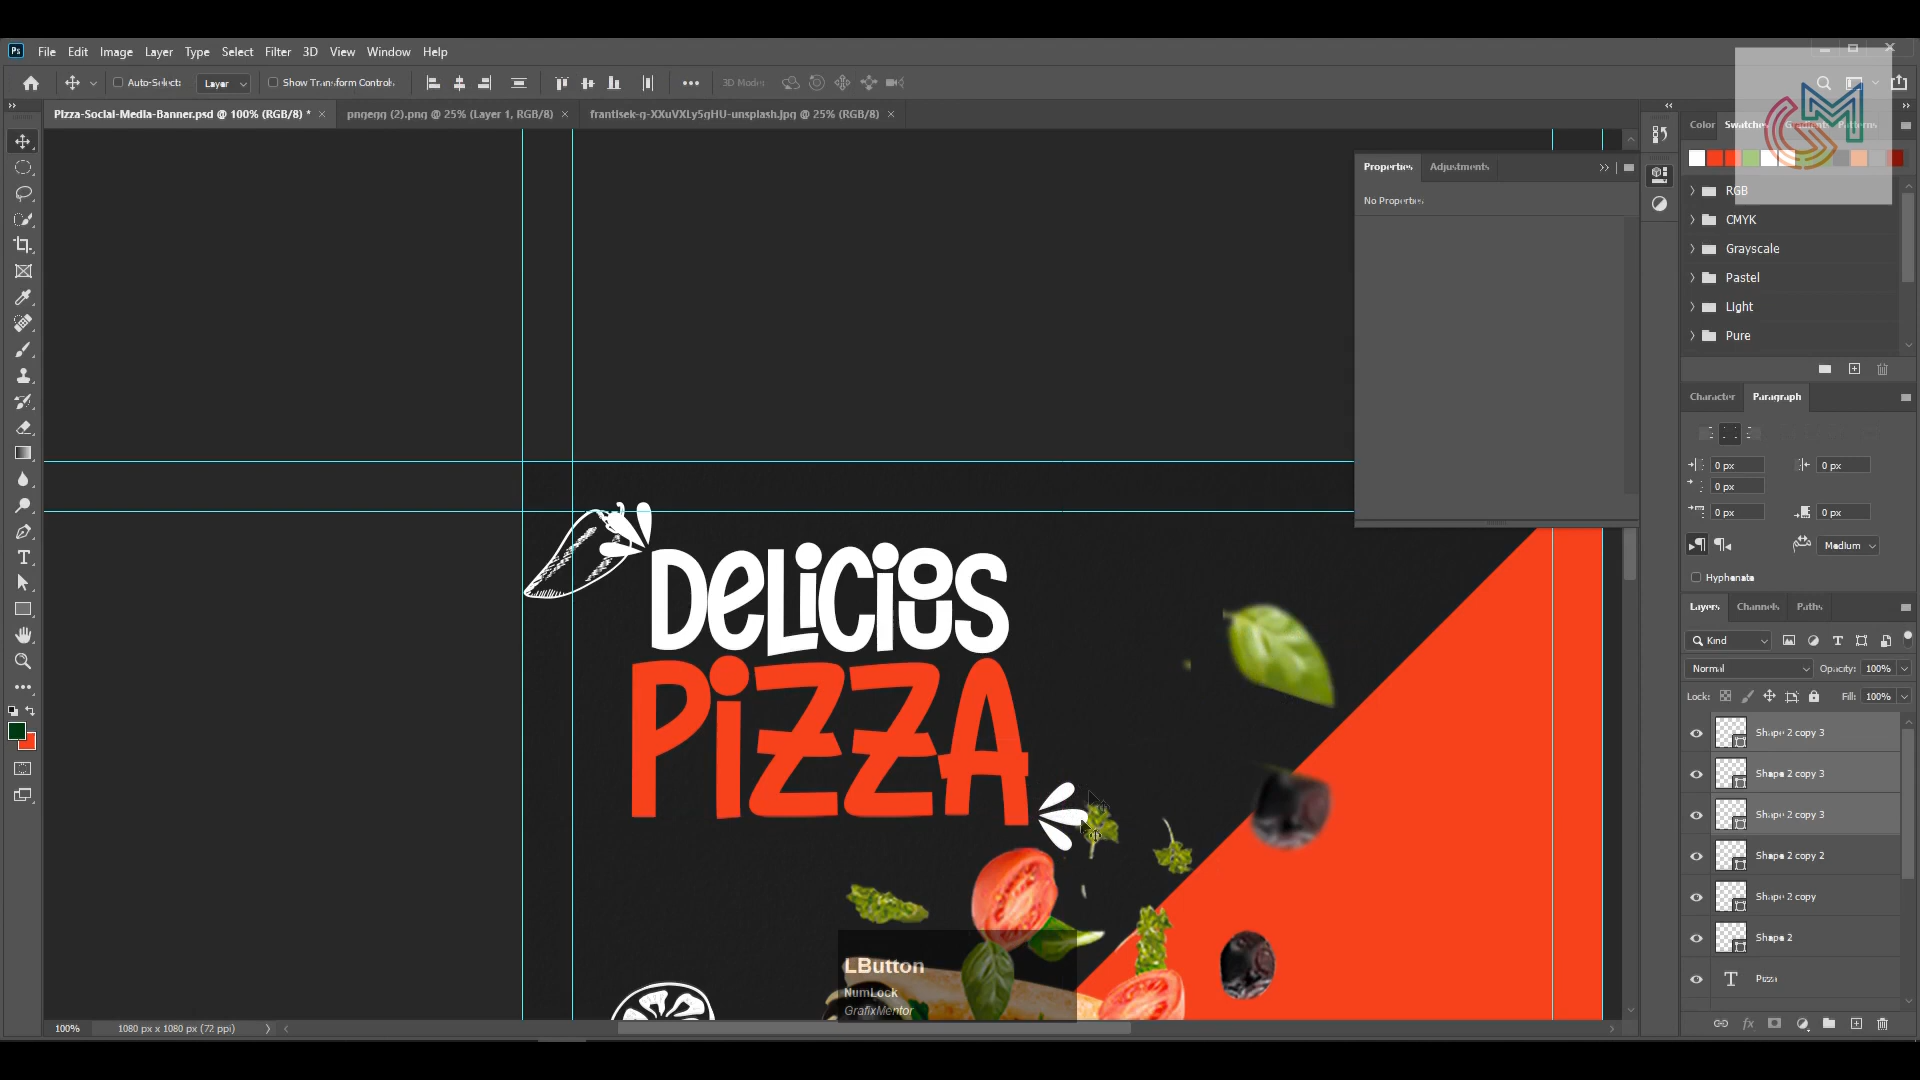 Ps File Edit Image Layer Type Select Filter 3D View Window Help
Auto-Select: Layer Show Transform Controls 3D Mode:
Pizza-Social-Media-Banner.psd @ 100% (RGB/8) * pngegg (2).png @ 25% (Layer 1, RGB/8) frantisek-g-XXuVXLy5gHU-unsplash.jpg @ 25% (RGB/8)
Color Swatches Gradients Patterns
Properties Adjustments
No Properties
RGB
CMYK
Grayscale
Pastel
Light
Pure
Character Paragraph
0 px 0 px
0 px
0 px 0 px
Medium
Hyphenate
Layers Channels Paths
Kind
Normal Opacity: 100%
Lock: Fill: 100%
Shape 2 copy 3
Shape 2 copy 3
Shape 2 copy 3
Shape 2 copy 2
Shape 2 copy
Shape 2
T Pizza
DELiCiUS
PiZZA
LButton
NumLock
GrafixMentor
100% 1080 px x 1080 px (72 ppi)